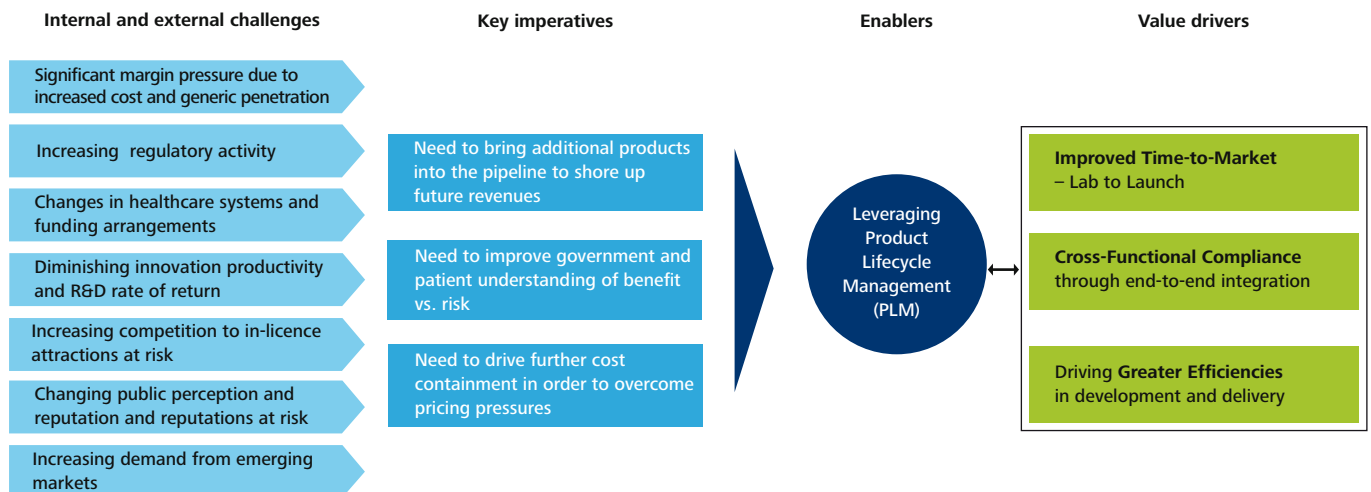 Internal and external challenges
Significant margin pressure due to
increased cost and generic penetration
Increasing regulatory activity
Changes in healthcare systems and
funding arrangements
Diminishing innovation productivity
and R&D rate of return
Increasing competition to in-licence
attractions at risk
Changing public perception and
reputation and reputations at risk
Increasing demand from emerging
markets
Key imperatives
Need to bring additional products
into the pipeline to shore up
future revenues
Need to improve government and
patient understanding of benefit
vs. risk
Need to drive further cost
containment in order to overcome
pricing pressures
Enablers
Leveraging
Product
Lifecycle
Management
(PLM)
Value drivers
Improved Time-to-Market
– Lab to Launch
Cross-Functional Compliance
through end-to-end integration
Driving Greater Efficiencies
in development and delivery